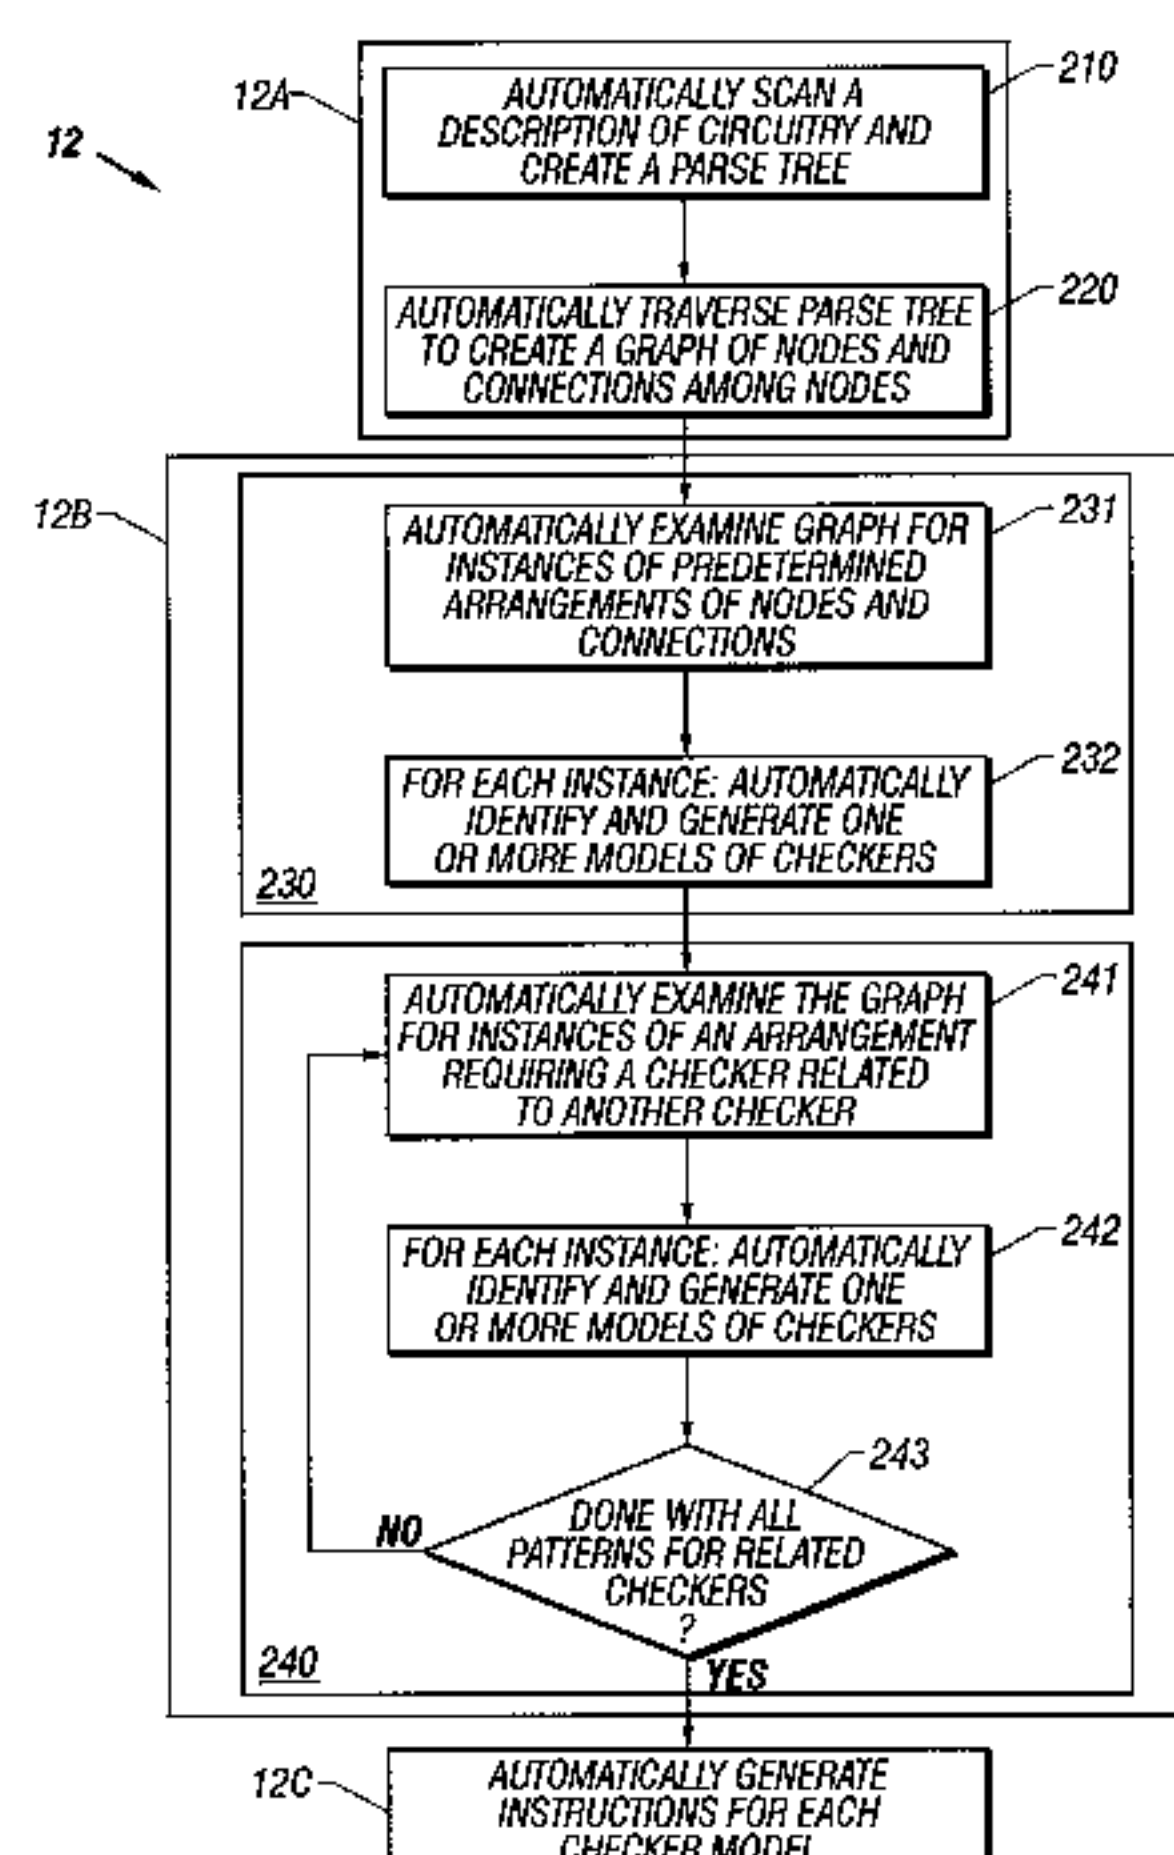 12
12A
210
AUTOMATICALLY SCAN A
DESCRIPTION OF CIRCUITRY AND
CREATE A PARSE TREE
220
AUTOMATICALLY TRAVERSE PARSE TREE
TO CREATE A GRAPH OF NODES AND
CONNECTIONS AMONG NODES
12B
231
AUTOMATICALLY EXAMINE GRAPH FOR
INSTANCES OF PREDETERMINED
ARRANGEMENTS OF NODES AND
CONNECTIONS
232
FOR EACH INSTANCE: AUTOMATICALLY
IDENTIFY AND GENERATE ONE
OR MORE MODELS OF CHECKERS
230
241
AUTOMATICALLY EXAMINE THE GRAPH
FOR INSTANCES OF AN ARRANGEMENT
REQUIRING A CHECKER RELATED
TO ANOTHER CHECKER
242
FOR EACH INSTANCE: AUTOMATICALLY
IDENTIFY AND GENERATE ONE
OR MORE MODELS OF CHECKERS
243
DONE WITH ALL
PATTERNS FOR RELATED
CHECKERS
?
NO
240
YES
12C
AUTOMATICALLY GENERATE
INSTRUCTIONS FOR EACH
CHECKER MODEL